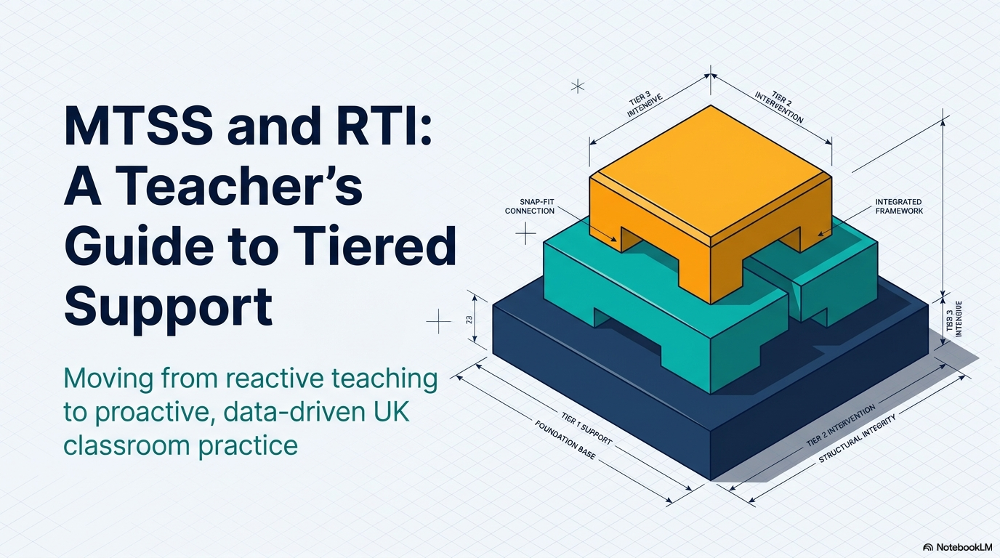 MTSS and RTI:
A Teacher’s
Guide to Tiered
Support
Moving from reactive teaching
to proactive, data-driven UK
classroom practice
TIER 3
INTENSIVE
TIER 2
INTERVENTION
SNAP-FIT
CONNECTION
INTEGRATED
FRAMEWORK
TIER 1 SUPPORT
FOUNDATION BASE
TIER 2 INTERVENTION
STRUCTURAL INTEGRITY
NotebookLM